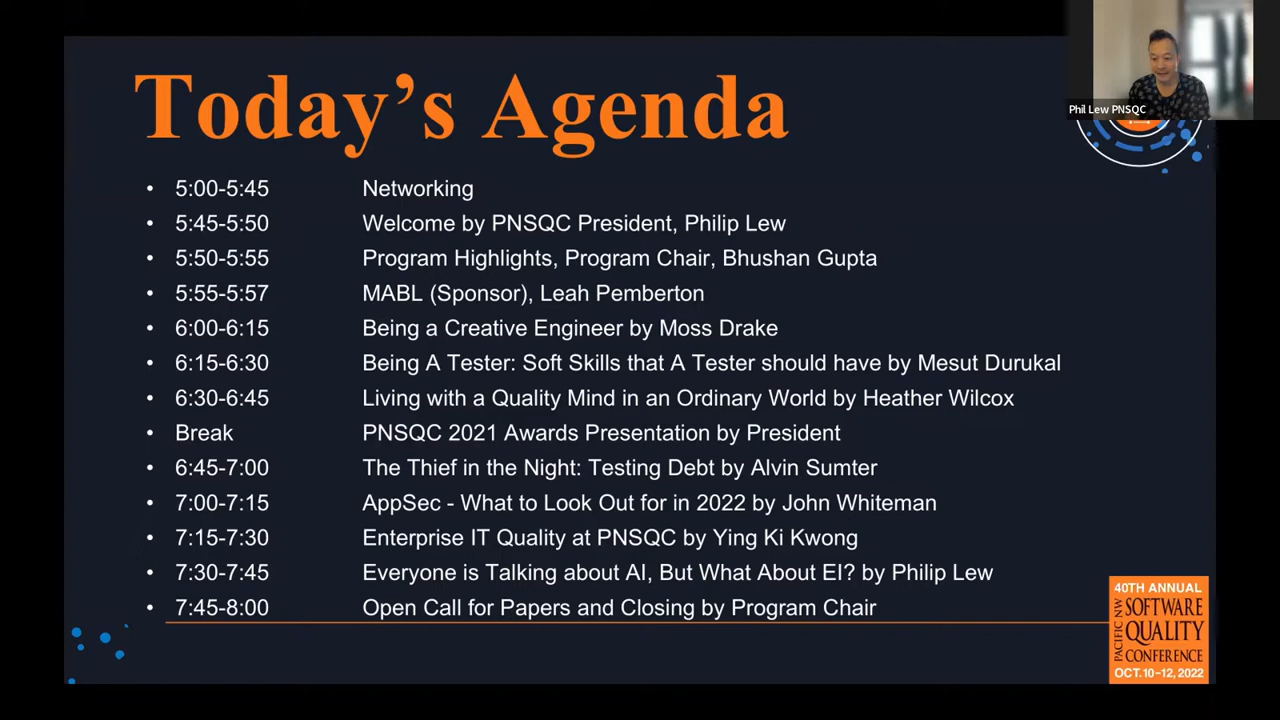 Today's Agenda
Phil Lew PNSQC
• 5:00-5:45 Networking
• 5:45-5:50 Welcome by PNSQC President, Philip Lew
• 5:50-5:55 Program Highlights, Program Chair, Bhushan Gupta
• 5:55-5:57 MABL (Sponsor), Leah Pemberton
• 6:00-6:15 Being a Creative Engineer by Moss Drake
• 6:15-6:30 Being A Tester: Soft Skills that A Tester should have by Mesut Durukal
• 6:30-6:45 Living with a Quality Mind in an Ordinary World by Heather Wilcox
• Break PNSQC 2021 Awards Presentation by President
• 6:45-7:00 The Thief in the Night: Testing Debt by Alvin Sumter
• 7:00-7:15 AppSec - What to Look Out for in 2022 by John Whiteman
• 7:15-7:30 Enterprise IT Quality at PNSQC by Ying Ki Kwong
• 7:30-7:45 Everyone is Talking about AI, But What About EI? by Philip Lew
• 7:45-8:00 Open Call for Papers and Closing by Program Chair
40TH ANNUAL
PACIFIC NW
SOFTWARE
QUALITY
CONFERENCE
OCT. 10-12, 2022